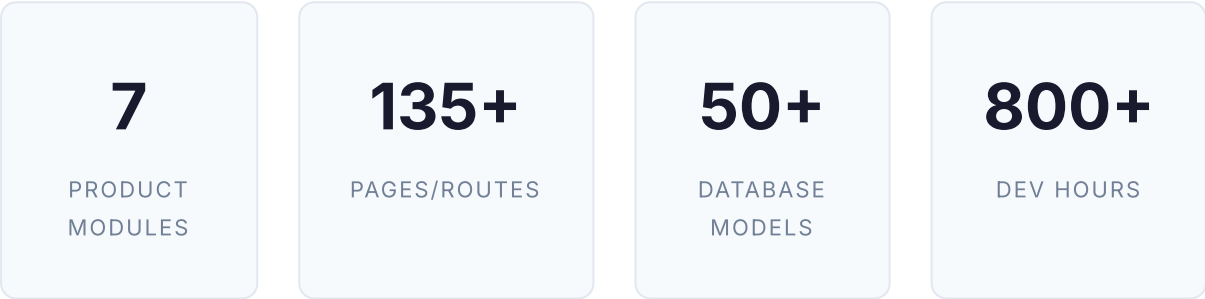 7
PRODUCT
MODULES
135+
PAGES/ROUTES
50+
DATABASE
MODELS
800+
DEV HOURS